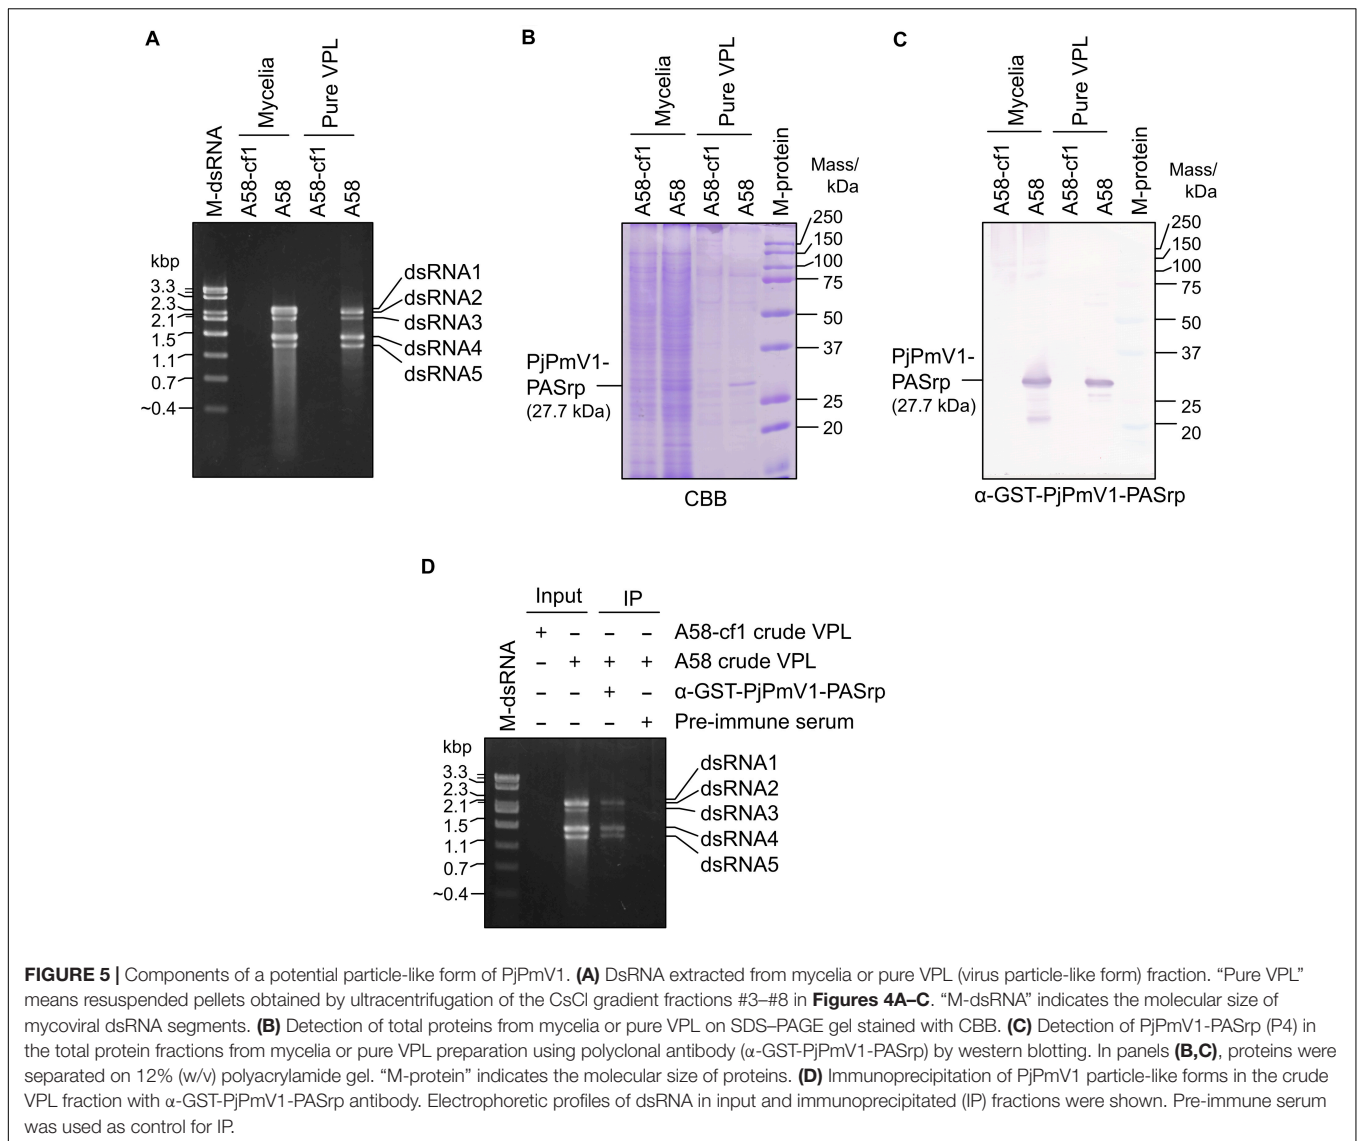 A
Mycelia
Pure VPL
M-dsRNA
A58-cf1
A58
A58-cf1
A58
kbp
3.3
2.3
2.1
1.5
1.1
0.7
~0.4
dsRNA1
dsRNA2
dsRNA3
dsRNA4
dsRNA5
B
Mycelia
Pure VPL
A58-cf1
A58
A58-cf1
A58
M-protein
Mass/
kDa
250
150
100
75
50
37
25
20
PjPmV1-
PASrp
(27.7 kDa)
CBB
C
Mycelia
Pure VPL
A58-cf1
A58
A58-cf1
A58
M-protein
Mass/
kDa
250
150
100
75
50
37
25
20
PjPmV1-
PASrp
(27.7 kDa)
α-GST-PjPmV1-PASrp
D
Input IP
+ – – – A58-cf1 crude VPL
– + + + A58 crude VPL
– – + – α-GST-PjPmV1-PASrp
– – – + Pre-immune serum
M-dsRNA
kbp
3.3
2.3
2.1
1.5
1.1
0.7
~0.4
dsRNA1
dsRNA2
dsRNA3
dsRNA4
dsRNA5
FIGURE 5 | Components of a potential particle-like form of PjPmV1. (A) DsRNA extracted from mycelia or pure VPL (virus particle-like form) fraction. “Pure VPL”
means resuspended pellets obtained by ultracentrifugation of the CsCl gradient fractions #3–#8 in Figures 4A–C. “M-dsRNA” indicates the molecular size of
mycoviral dsRNA segments. (B) Detection of total proteins from mycelia or pure VPL on SDS–PAGE gel stained with CBB. (C) Detection of PjPmV1-PASrp (P4) in
the total protein fractions from mycelia or pure VPL preparation using polyclonal antibody (α-GST-PjPmV1-PASrp) by western blotting. In panels (B,C), proteins were
separated on 12% (w/v) polyacrylamide gel. “M-protein” indicates the molecular size of proteins. (D) Immunoprecipitation of PjPmV1 particle-like forms in the crude
VPL fraction with α-GST-PjPmV1-PASrp antibody. Electrophoretic profiles of dsRNA in input and immunoprecipitated (IP) fractions were shown. Pre-immune serum
was used as control for IP.